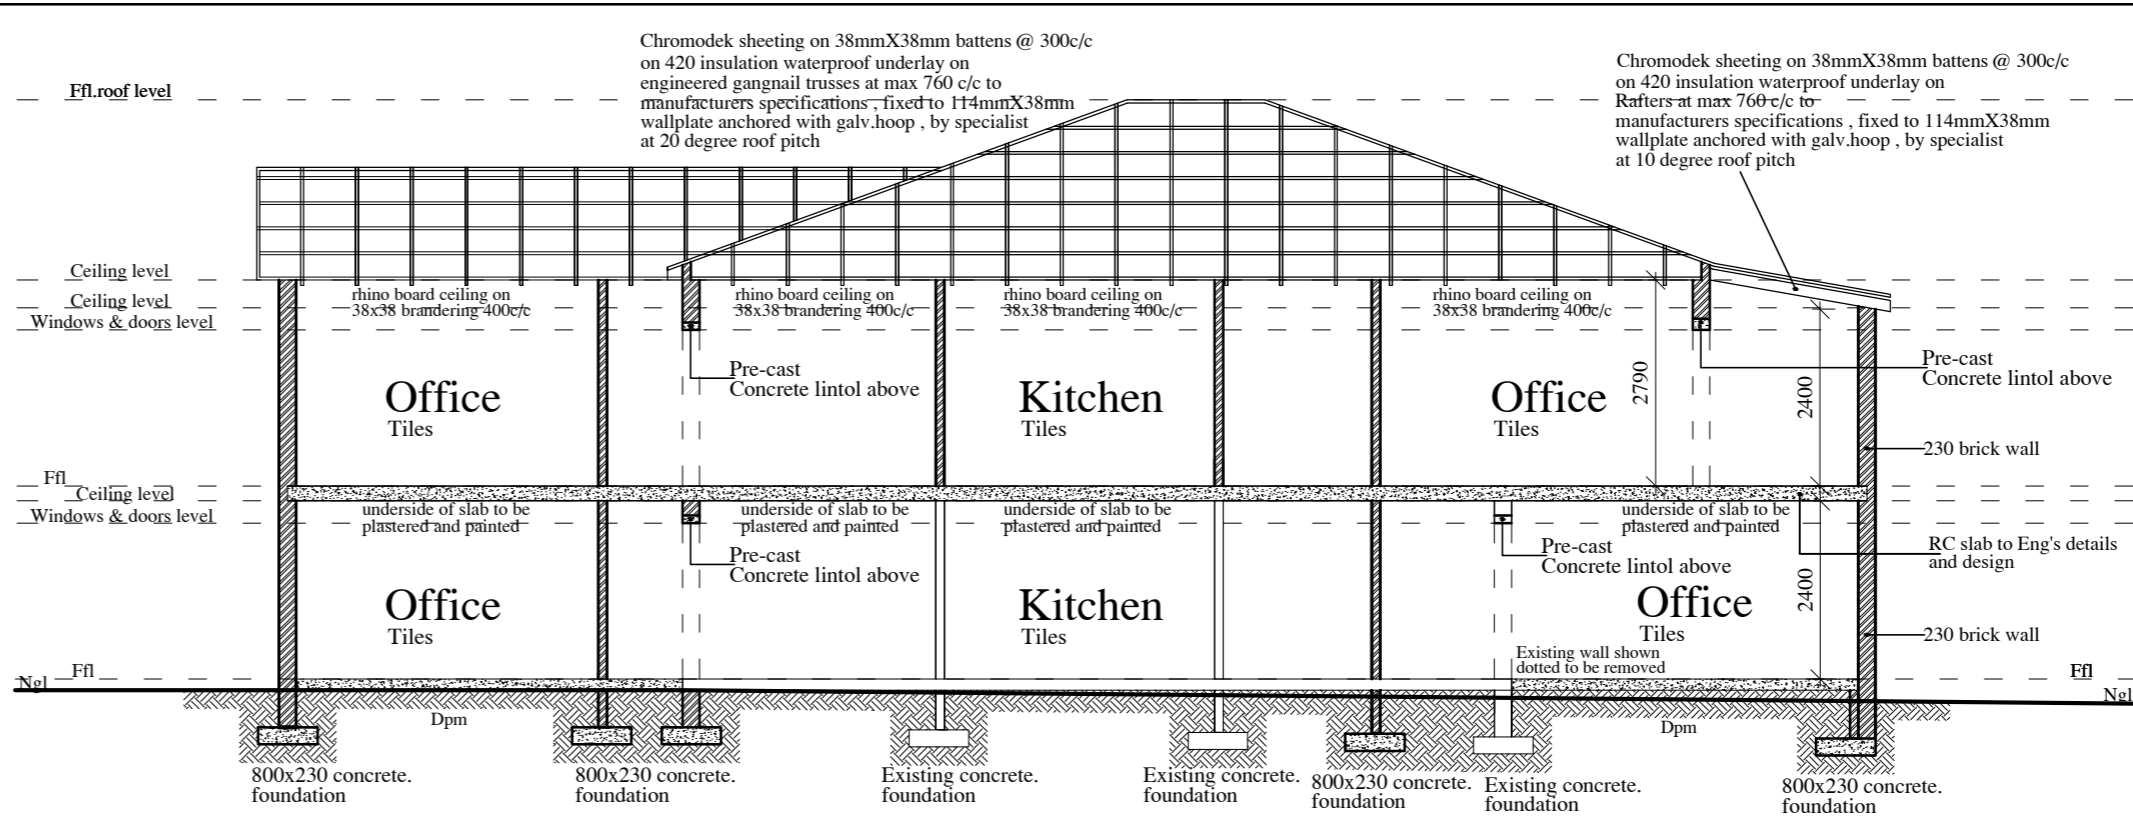 Chromodek sheeting on 38mmX38mm battens @ 300c/c
on 420 insulation waterproof underlay on
engineered gangnail trusses at max 760 c/c to
manufacturers specifications , fixed to 114mmX38mm
wallplate anchored with galv.hoop , by specialist
at 20 degree roof pitch
Chromodek sheeting on 38mmX38mm battens @ 300c/c
on 420 insulation waterproof underlay on
Rafters at max 760 c/c to
manufacturers specifications , fixed to 114mmX38mm
wallplate anchored with galv.hoop , by specialist
at 10 degree roof pitch
Ffl.roof level
Ceiling level
Ceiling level
Windows & doors level
rhino board ceiling on
38x38 brandering 400c/c
rhino board ceiling on
38x38 brandering 400c/c
rhino board ceiling on
38x38 brandering 400c/c
rhino board ceiling on
38x38 brandering 400c/c
Pre-cast
Concrete lintol above
Pre-cast
Concrete lintol above
Office
Tiles
Kitchen
Tiles
Office
Tiles
2790
2400
230 brick wall
Ffl
Ceiling level
Windows & doors level
underside of slab to be
plastered and painted
underside of slab to be
plastered and painted
underside of slab to be
plastered and painted
underside of slab to be
plastered and painted
Pre-cast
Concrete lintol above
Pre-cast
Concrete lintol above
RC slab to Eng's details
and design
Office
Tiles
Kitchen
Tiles
Office
Tiles
2400
230 brick wall
Existing wall shown
dotted to be removed
Ffl
Ngl
Ffl
Ngl
Dpm
Dpm
800x230 concrete.
foundation
800x230 concrete.
foundation
Existing concrete.
foundation
Existing concrete.
foundation
800x230 concrete.
foundation
Existing concrete.
foundation
800x230 concrete.
foundation